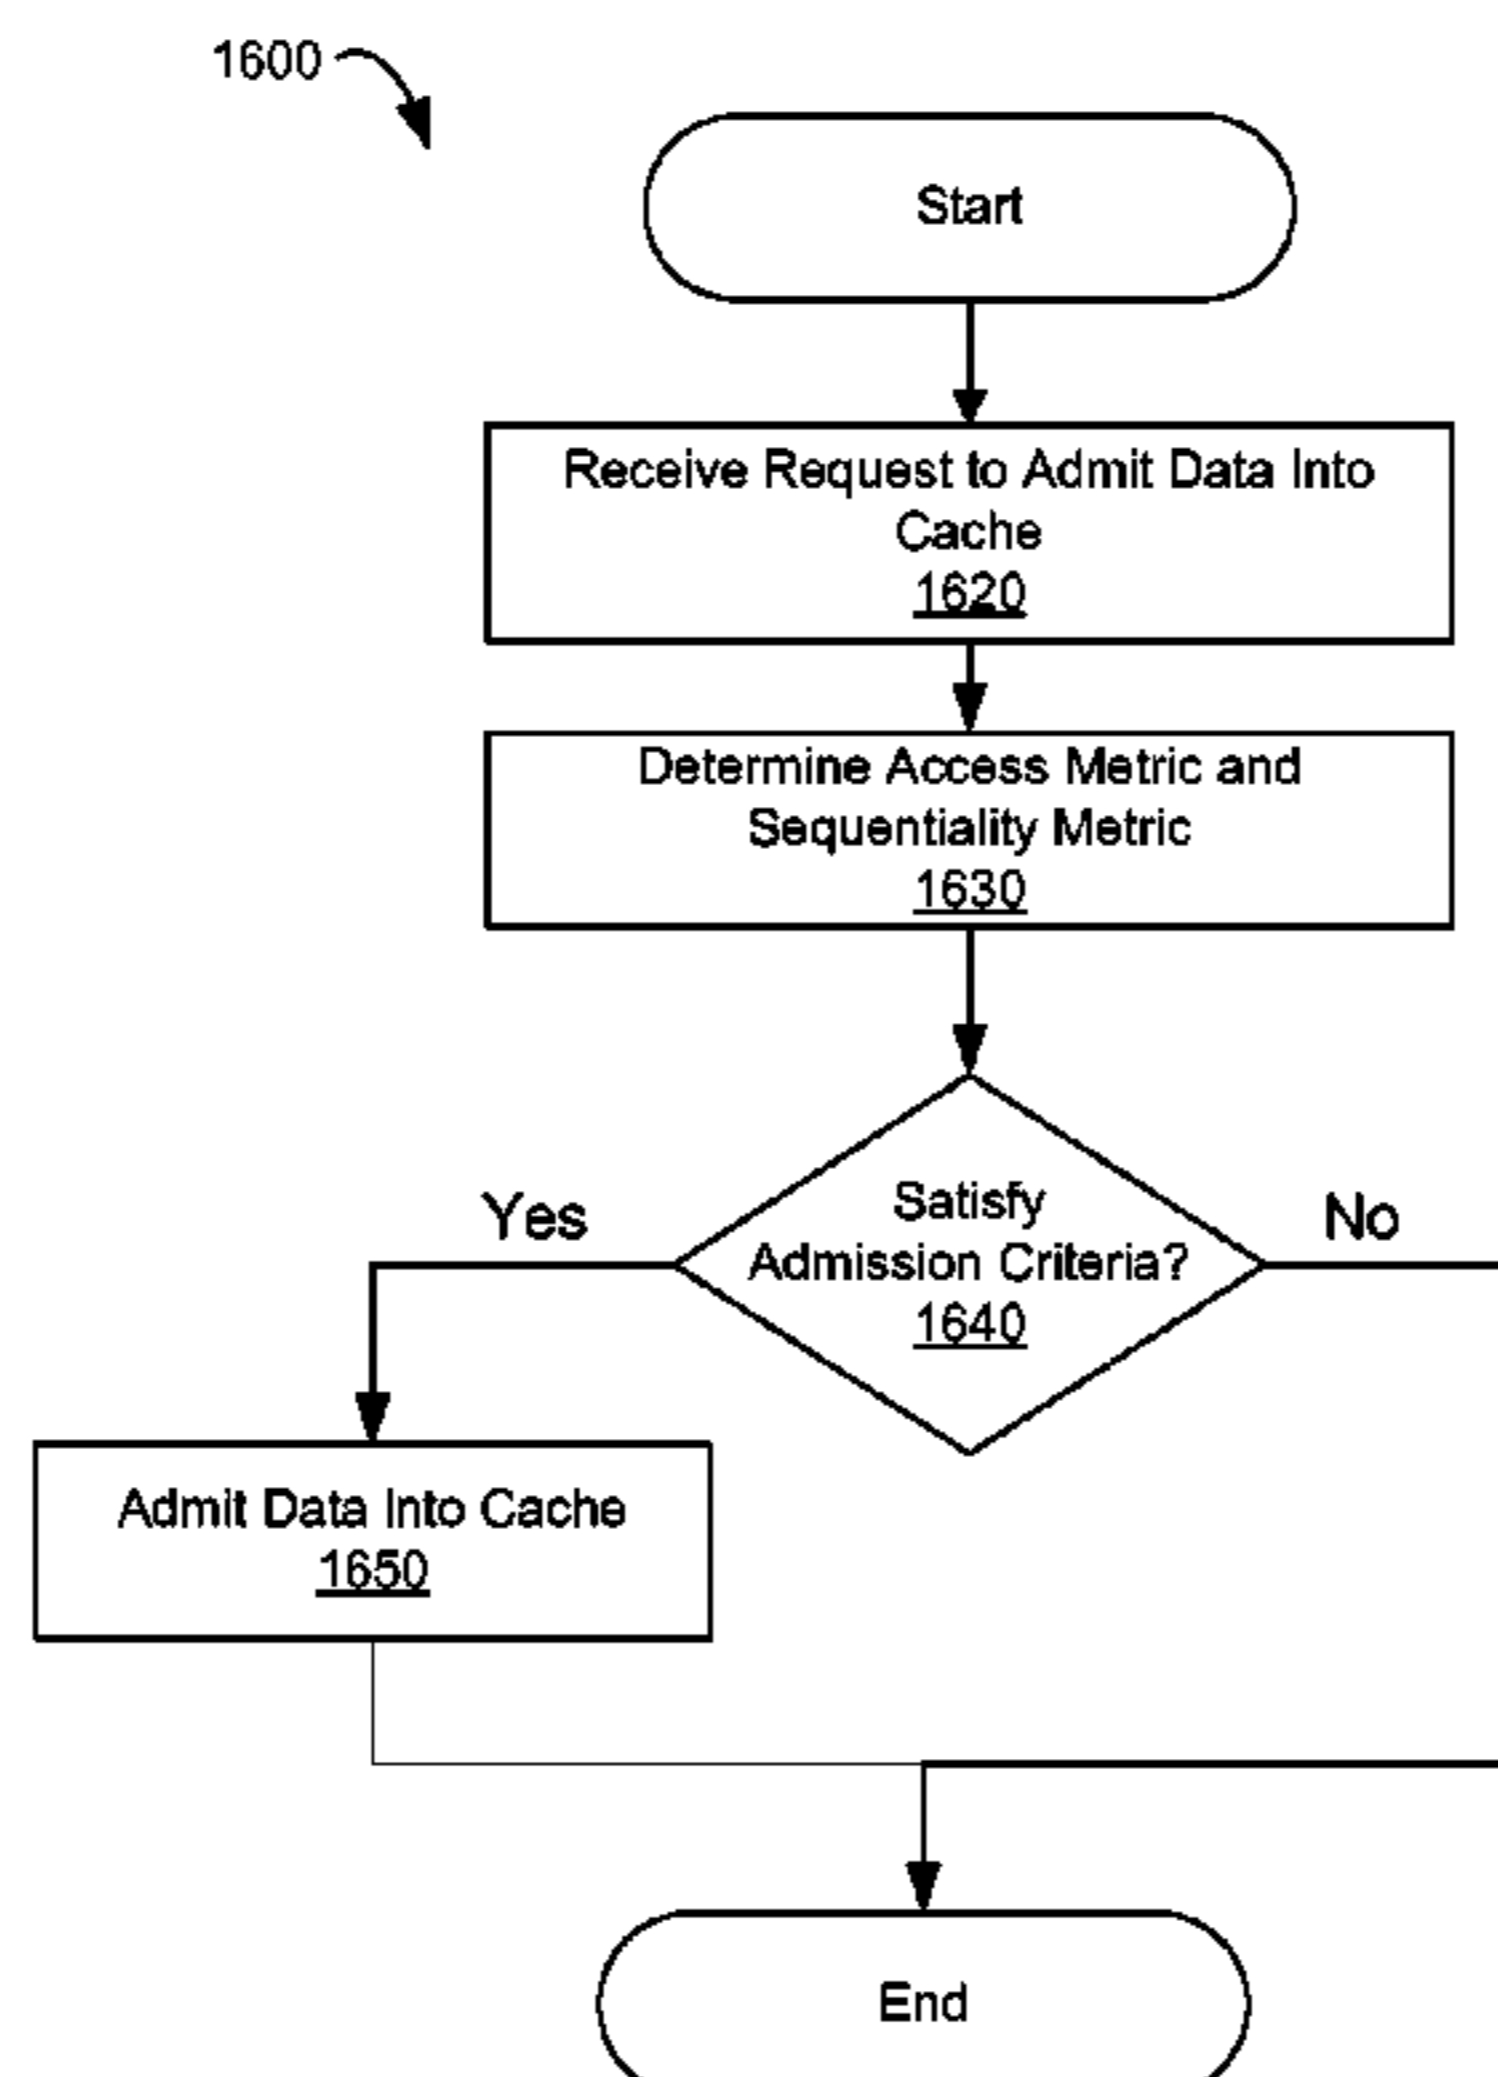 1600
Start
Receive Request to Admit Data Into
Cache
1620
Determine Access Metric and
Sequentiality Metric
1630
Yes
Satisfy
Admission Criteria?
1640
No
Admit Data Into Cache
1650
End